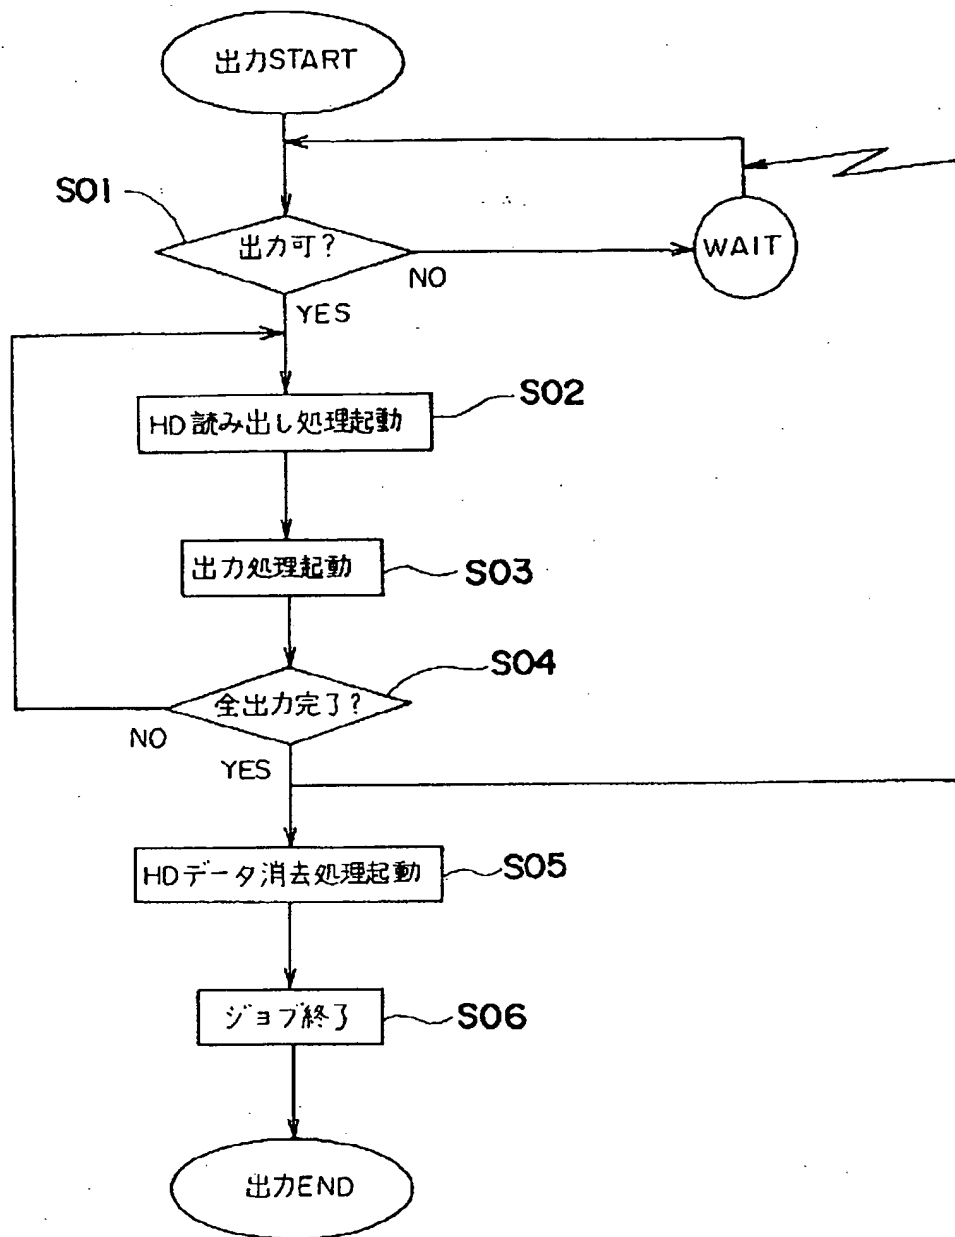 出力START
S01
出力可?
NO
WAIT
YES
HD読み出し処理起動
S02
出力処理起動
S03
全出力完了?
S04
NO
YES
HDデータ消去処理起動
S05
ジョブ終了
S06
出力END